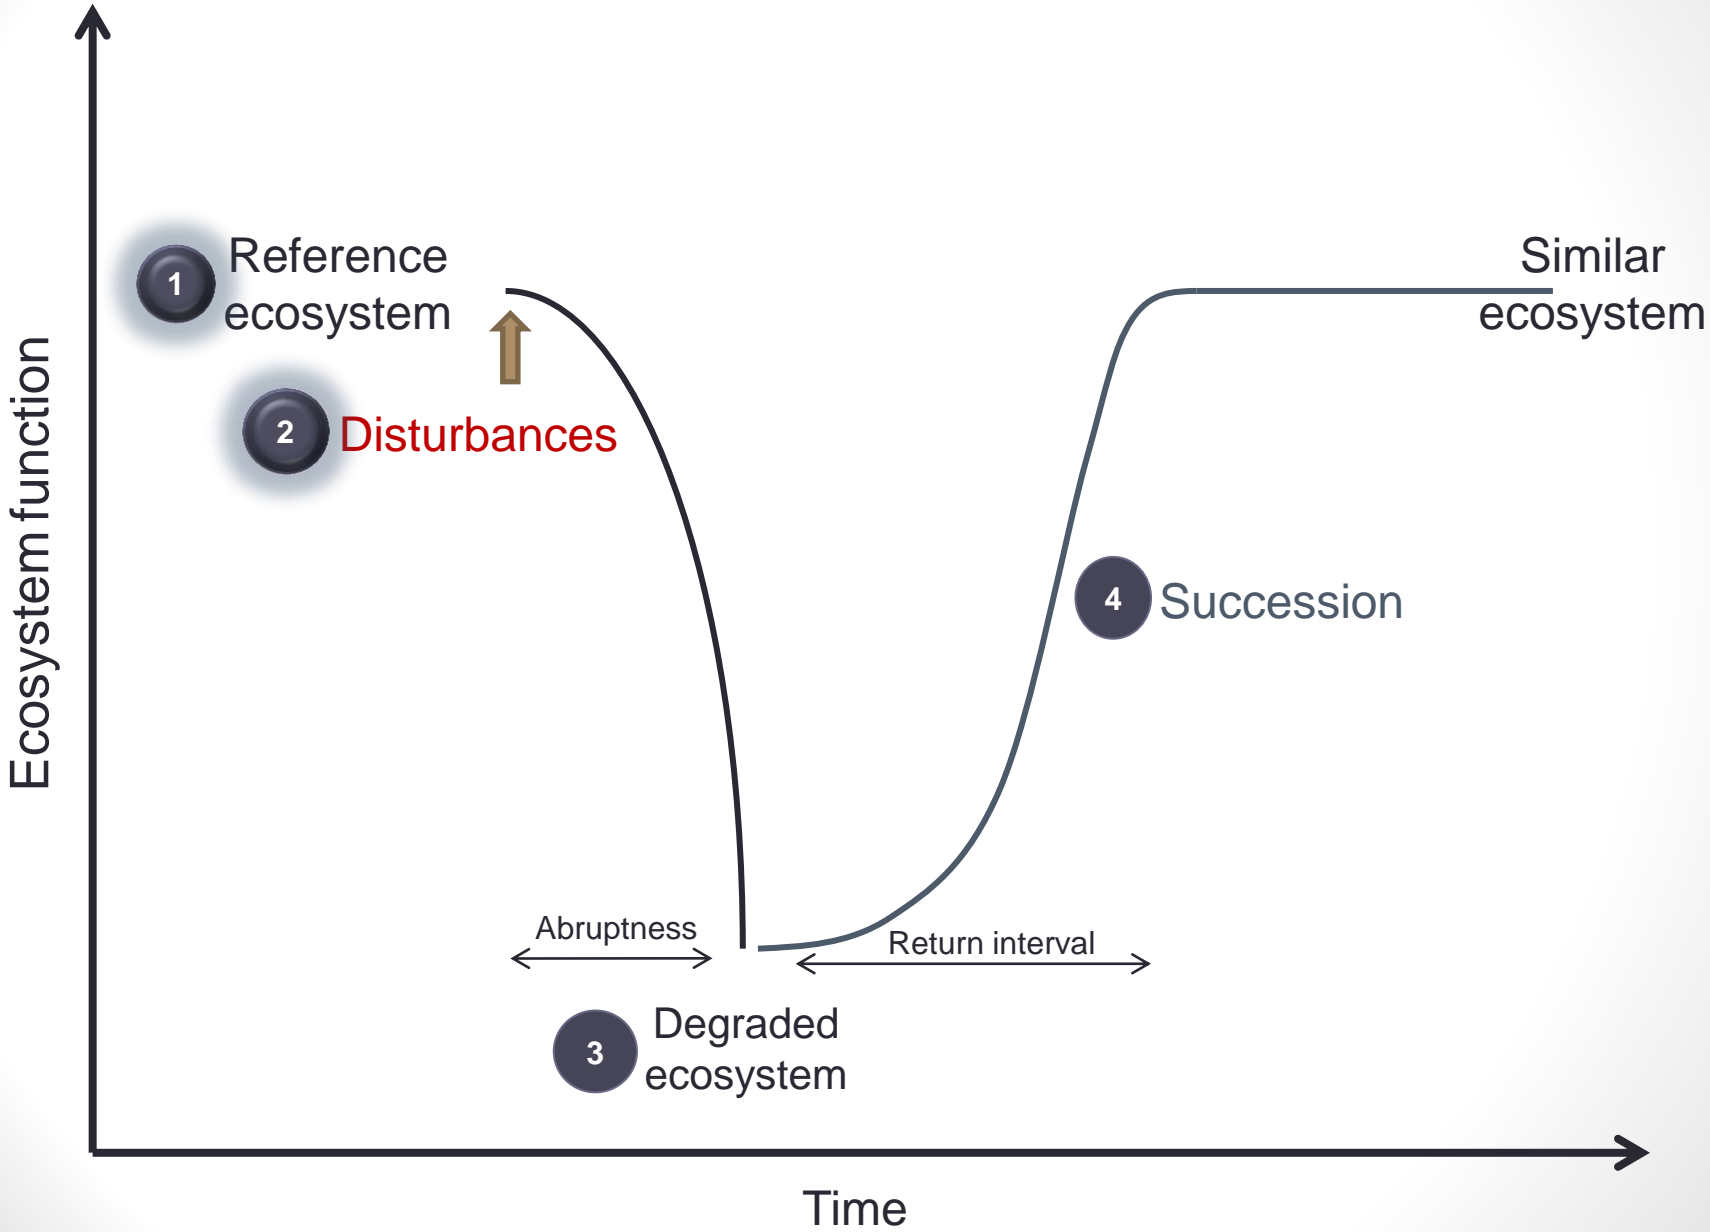 Ecosystem function
1
Reference
ecosystem
Similar
ecosystem
2
Disturbances
4
Succession
Abruptness
Return interval
3
Degraded
ecosystem
Time